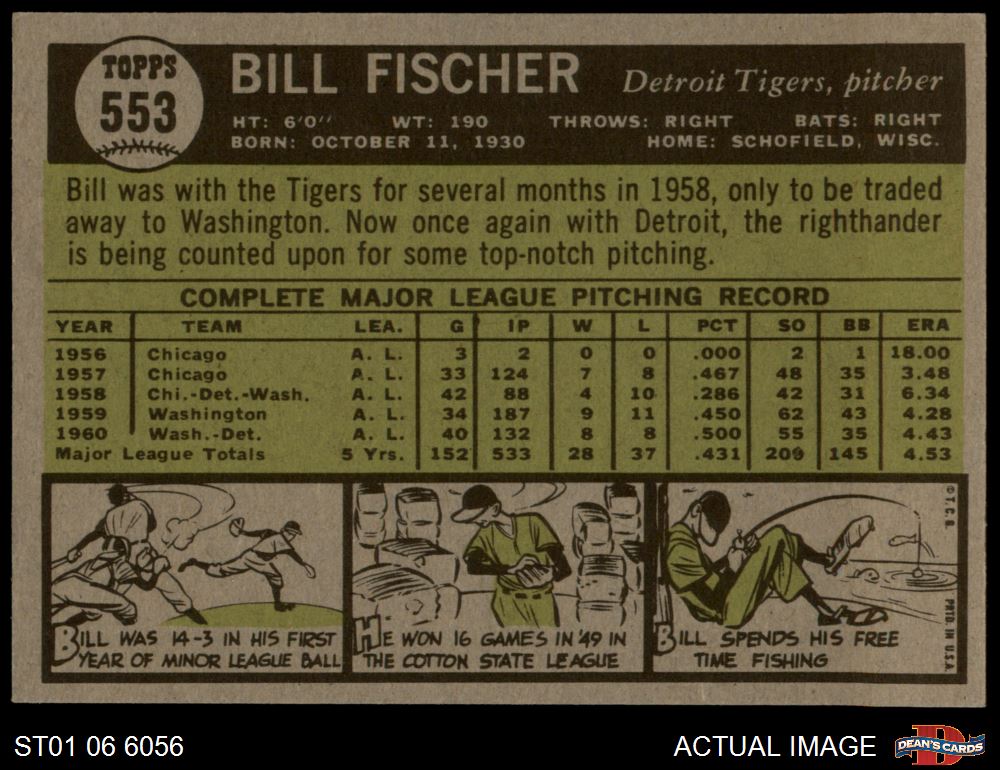 TOPPS
553
BILL FISCHER Detroit Tigers, pitcher
HT: 6'0'' WT: 190 THROWS: RIGHT BATS: RIGHT
BORN: OCTOBER 11, 1930 HOME: SCHOFIELD, WISC.
Bill was with the Tigers for several months in 1958, only to be traded
away to Washington. Now once again with Detroit, the righthander
is being counted upon for some top-notch pitching.
COMPLETE MAJOR LEAGUE PITCHING RECORD
YEAR TEAM LEA. G IP W L PCT SO BB ERA
1956 Chicago A. L. 3 2 0 0 .000 2 1 18.00
1957 Chicago A. L. 33 124 7 8 .467 48 35 3.48
1958 Chi.-Det.-Wash. A. L. 42 88 4 10 .286 42 31 6.34
1959 Washington A. L. 34 187 9 11 .450 62 43 4.28
1960 Wash.-Det. A. L. 40 132 8 8 .500 55 35 4.43
Major League Totals 5 Yrs. 152 533 28 37 .431 209 145 4.53
BILL WAS 14-3 IN HIS FIRST
YEAR OF MINOR LEAGUE BALL
HE WON 16 GAMES IN '49 IN
THE COTTON STATE LEAGUE
BILL SPENDS HIS FREE
TIME FISHING
© T. C. G.
PRTD. IN U.S.A.
ST01 06 6056
ACTUAL IMAGE
D
DEAN'S CARDS